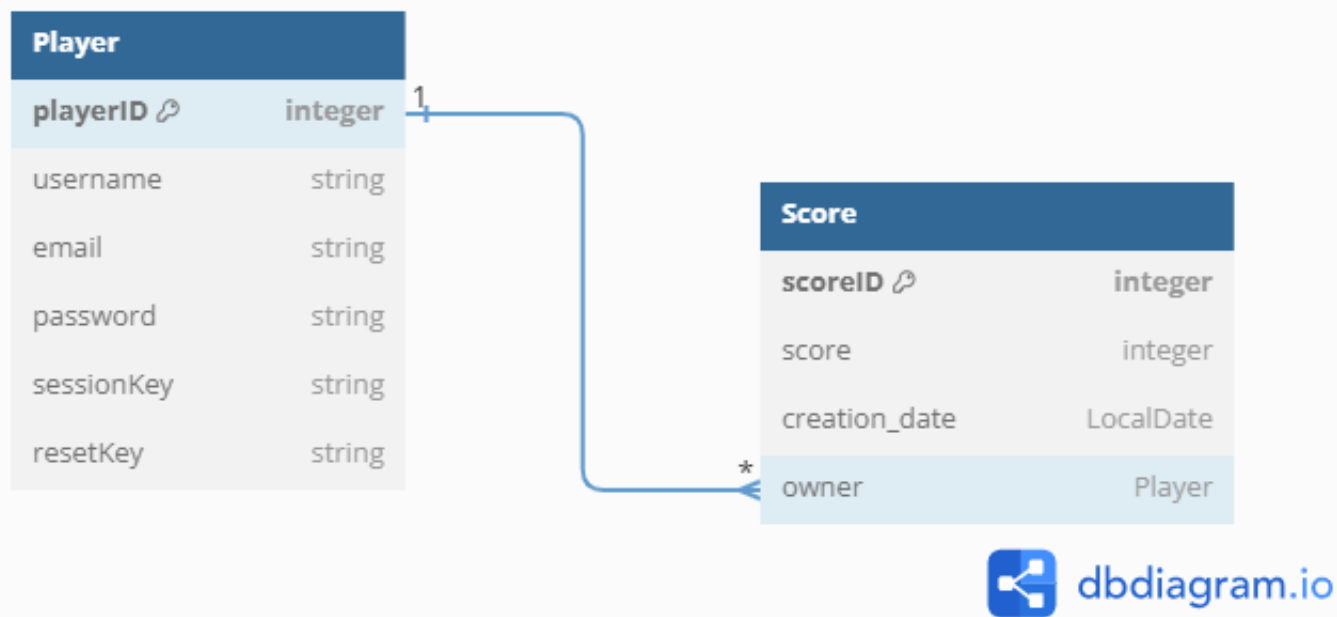 Player
playerID integer
username string
email string
password string
sessionKey string
resetKey string
1
*
Score
scoreID integer
score integer
creation_date LocalDate
owner Player
dbdiagram.io